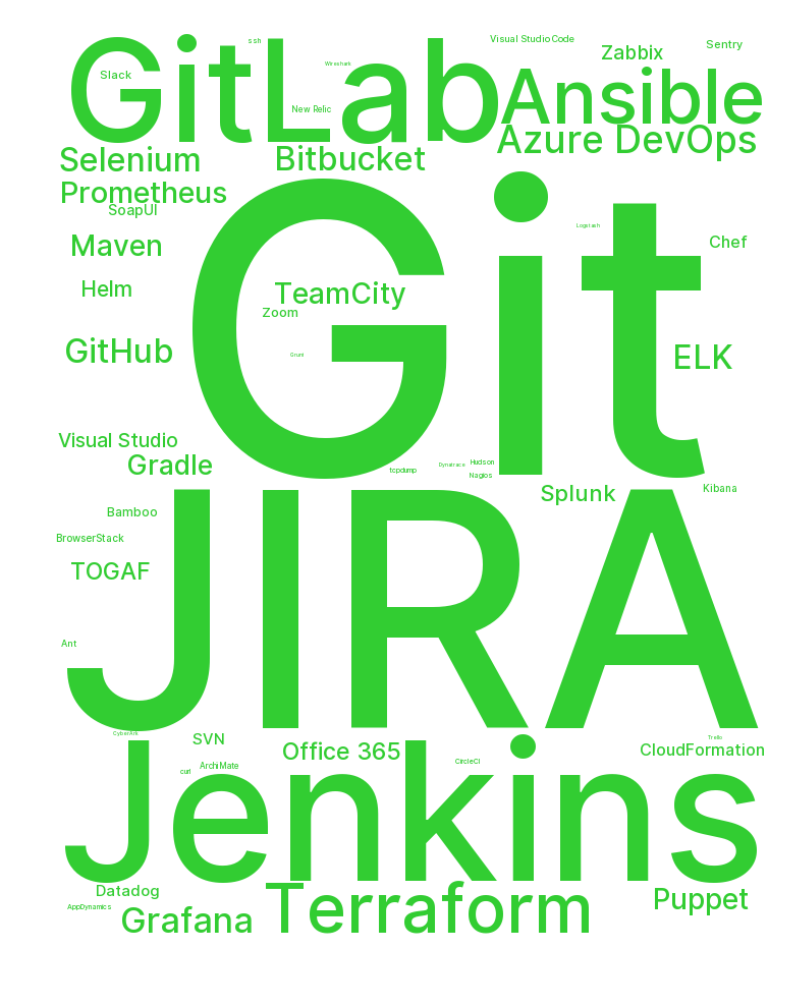 ssh
Visual Studio Code
Sentry
GitLab
Zabbix
Wireshark
Slack
Ansible
New Relic
Azure DevOps
Selenium
Bitbucket
Prometheus
SoapUI
Git
Logstash
Chef
Maven
Helm
TeamCity
Zoom
GitHub
Grunt
ELK
Visual Studio
Gradle
tcpdump
Dynatrace
Hudson
Nagios
Splunk
Kibana
JIRA
Bamboo
BrowserStack
TOGAF
Ant
CyberArk
SVN
Trello
Office 365
CloudFormation
Jenkins
CircleCI
ArchiMate
curl
Datadog
Terraform
Puppet
AppDynamics
Grafana